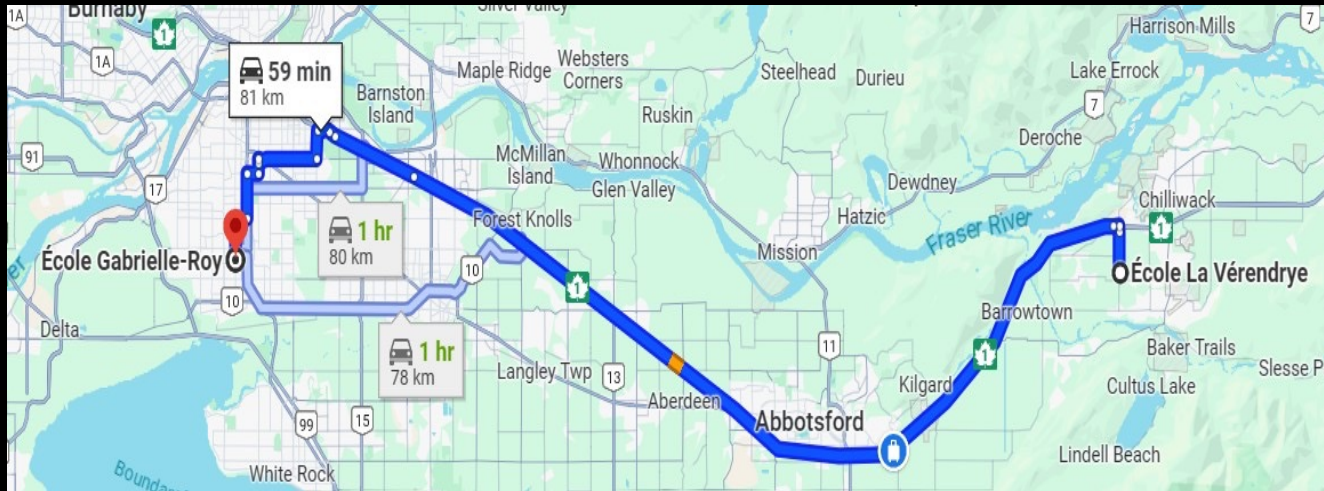 1A
Burnaby
1
1A
Silver Valley
Harrison Mills
7
59 min
81 km
Maple Ridge
Websters
Corners
Steelhead
Durieu
Lake Errock
7
Barnston
Island
Ruskin
Deroche
91
17
McMillan
Island
Whonnock
Glen Valley
Dewdney
Chilliwack
1
Forest Knolls
Hatzic
Fraser River
1 hr
80 km
Mission
École Gabrielle-Roy
10
École La Vérendrye
1
10
Delta
Barrowtown
1 hr
78 km
11
1
Baker Trails
Slesse P
Langley Twp
13
Kilgard
Cultus Lake
Aberdeen
Abbotsford
99
15
Lindell Beach
White Rock
Boundar